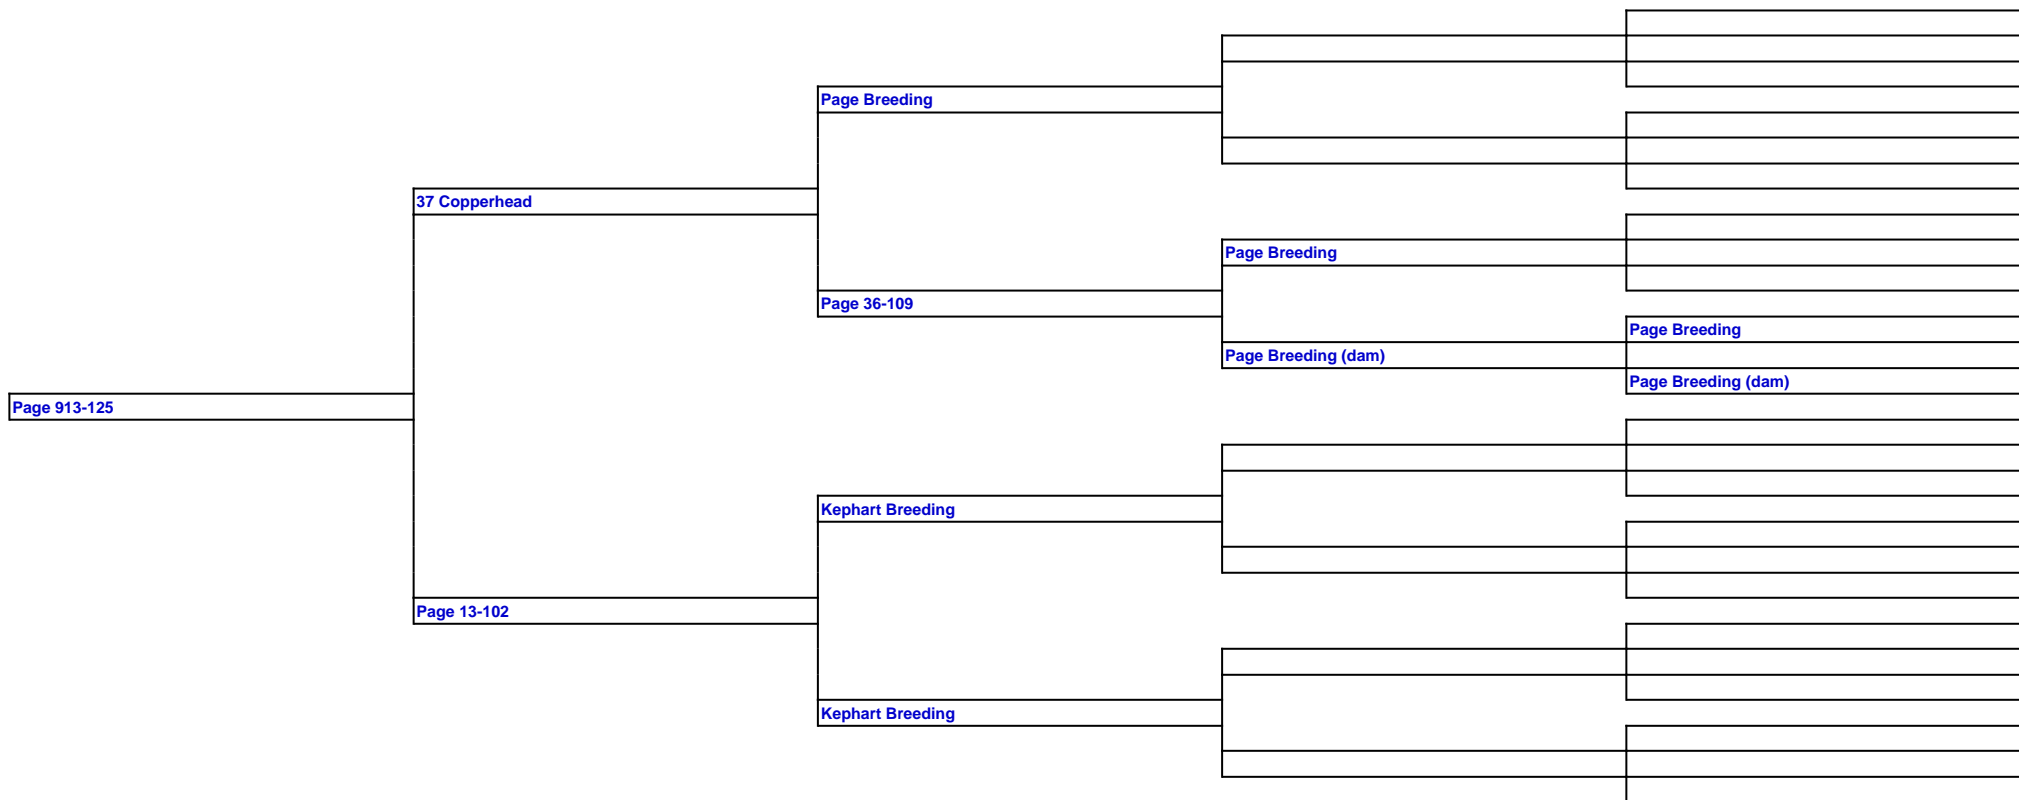 Page Breeding
37 Copperhead
Page Breeding
Page 36-109
Page Breeding
Page Breeding (dam)
Page Breeding (dam)
Page 913-125
Kephart Breeding
Page 13-102
Kephart Breeding